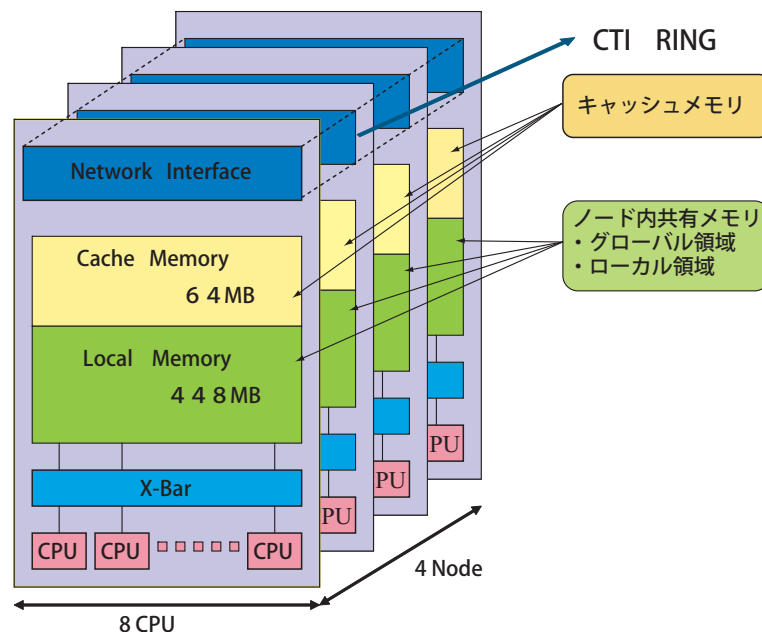 CTI RING
キャッシュメモリ
Network Interface
ノード内共有メモリ
・グローバル領域
・ローカル領域
Cache Memory
６４MB
Local Memory
４４８MB
X-Bar
CPU CPU CPU
PU
PU
PU
4 Node
8 CPU